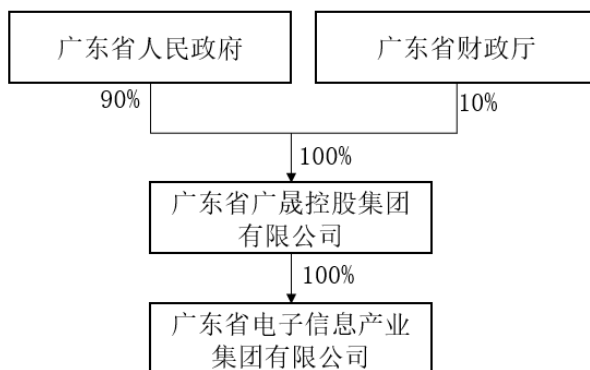 广东省人民政府
广东省财政厅
90%
10%
100%
广东省广晟控股集团
有限公司
100%
广东省电子信息产业
集团有限公司